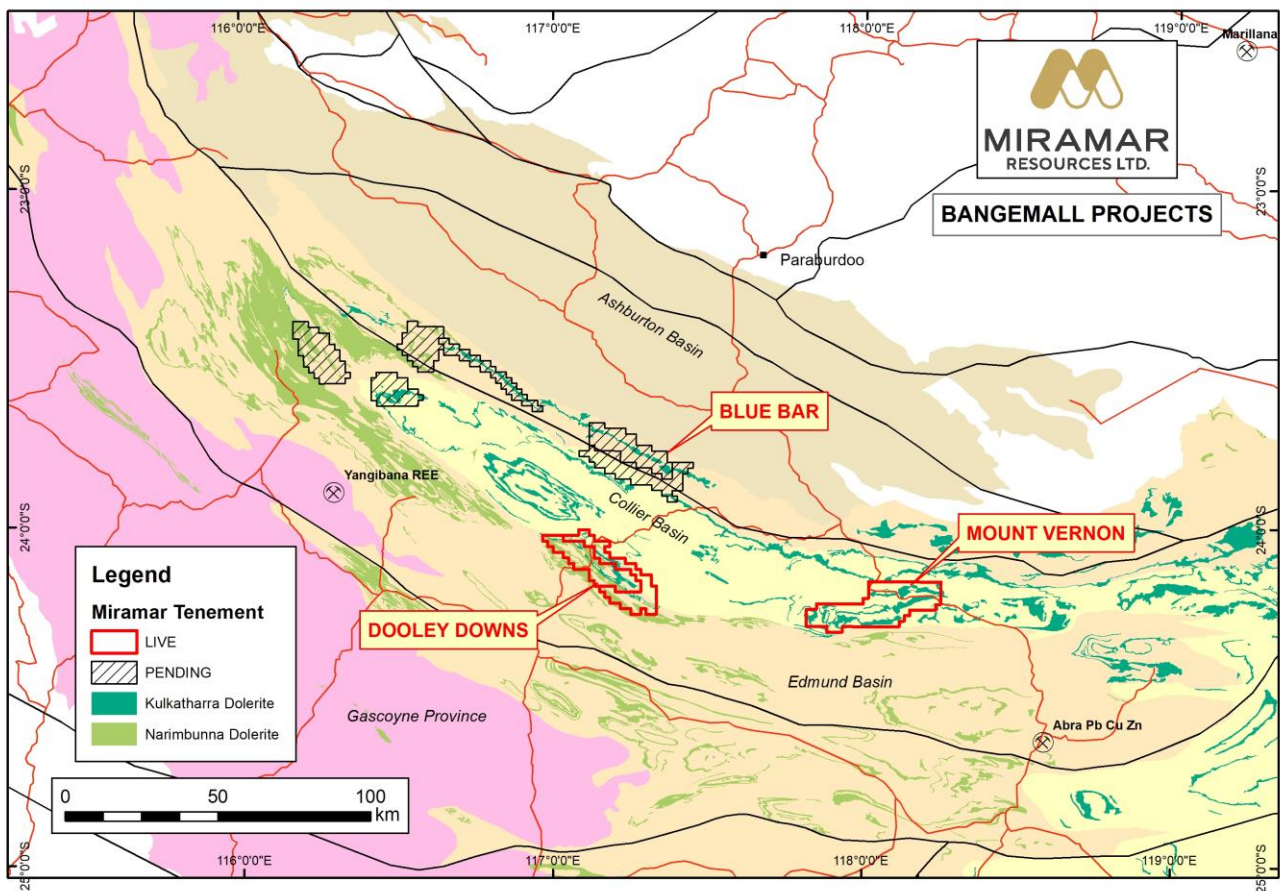 116°0'0"E
117°0'0"E
118°0'0"E
119°0'0"E
Marillana
MIRAMAR
RESOURCES LTD.
BANGEMALL PROJECTS
23°0'0"S
23°0'0"S
Paraburdoo
Ashburton Basin
BLUE BAR
Yangibana REE
Collier Basin
24°0'0"S
24°0'0"S
MOUNT VERNON
DOOLEY DOWNS
Edmund Basin
Gascoyne Province
Abra Pb Cu Zn
Legend
Miramar Tenement
LIVE
PENDING
Kulkatharra Dolerite
Narimbunna Dolerite
0 50 100
km
116°0'0"E
117°0'0"E
118°0'0"E
119°0'0"E
25°0'0"S
25°0'0"S